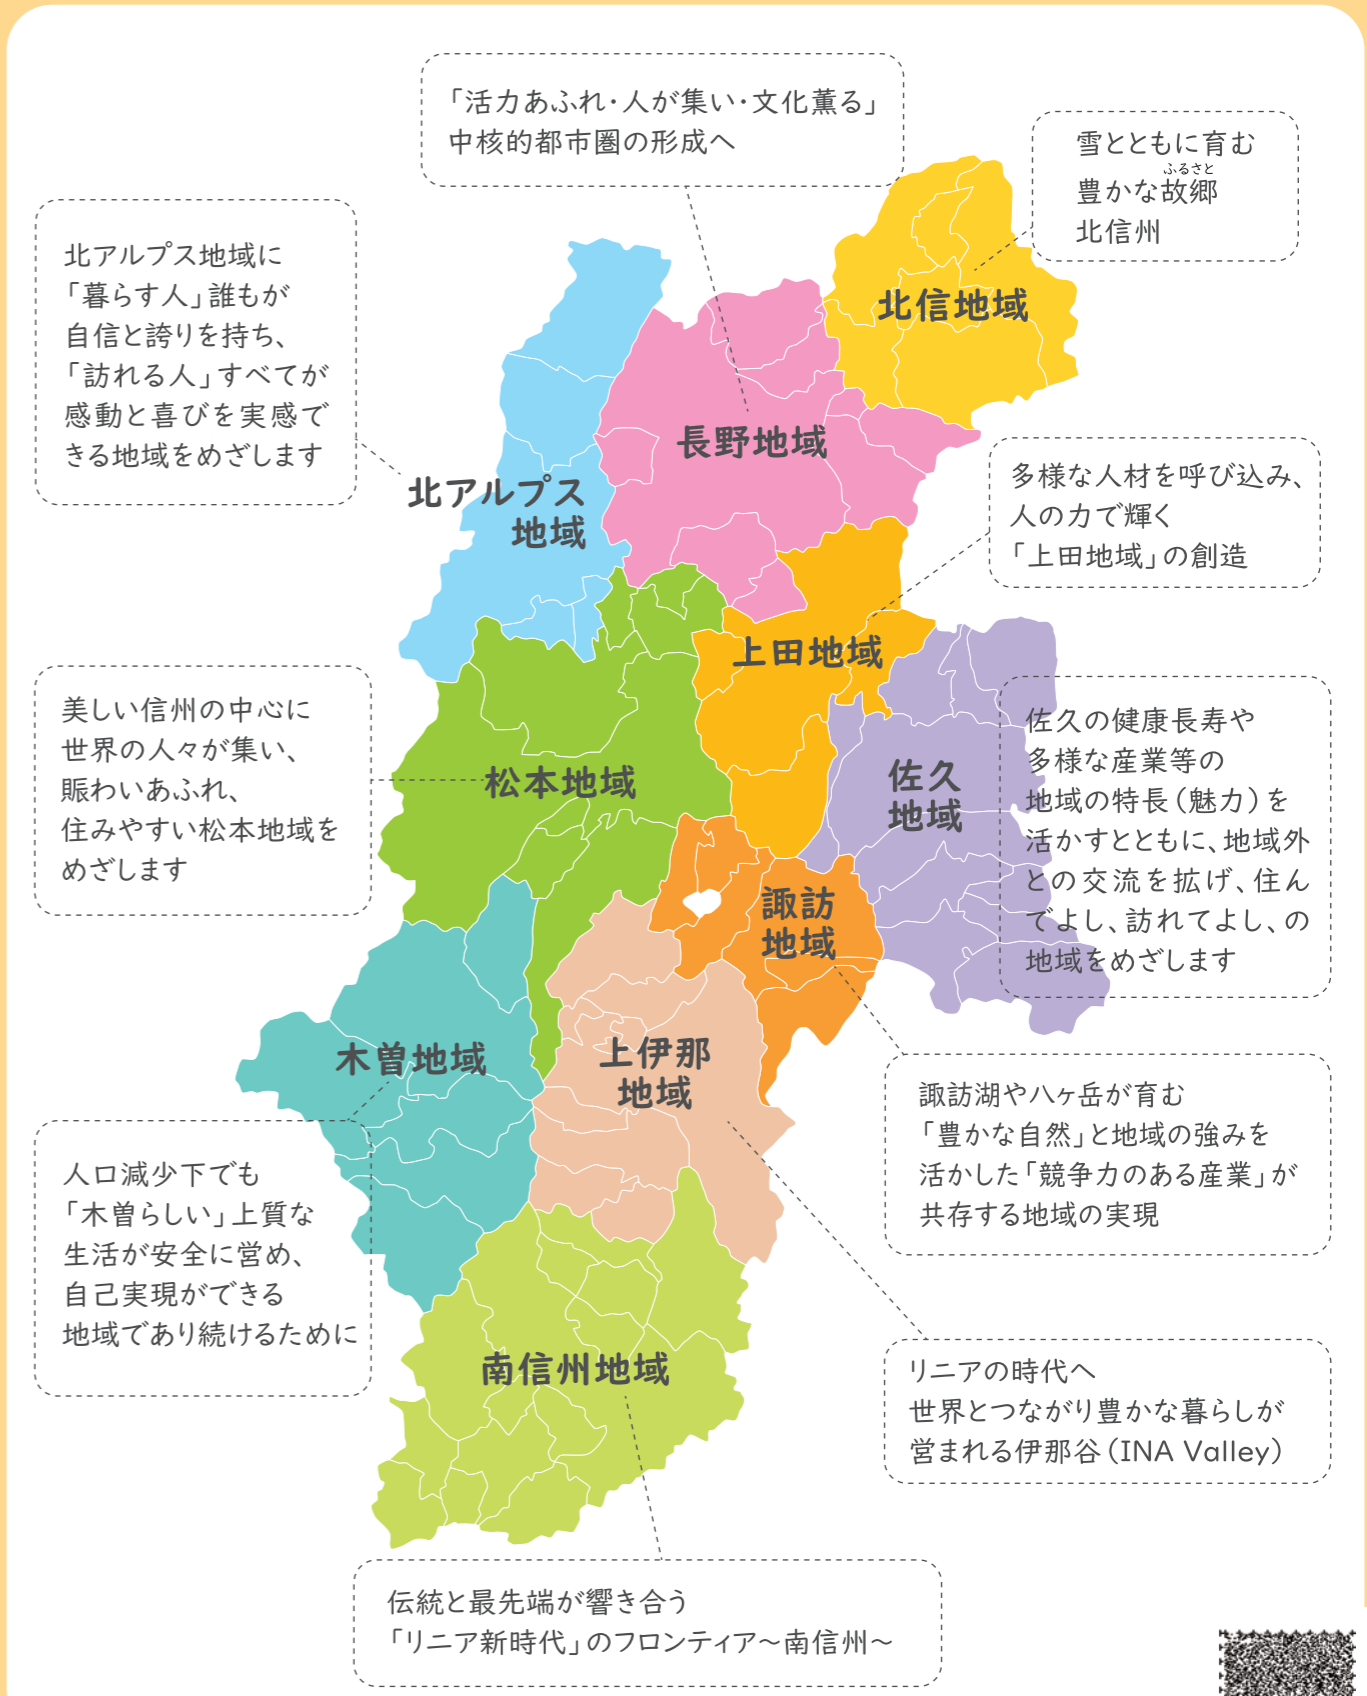 「活力あふれ・人が集い・文化薫る」
中核的都市圏の形成へ
雪とともに育む
ふるさと
豊かな故郷
北信州
北アルプス地域に
「暮らす人」誰もが
自信と誇りを持ち、
「訪れる人」すべてが
感動と喜びを実感で
きる地域をめざします
北信地域
長野地域
北アルプス
地域
多様な人材を呼び込み、
人の力で輝く
「上田地域」の創造
上田地域
美しい信州の中心に
世界の人々が集い、
賑わいあふれ、
住みやすい松本地域を
めざします
松本地域
佐久
地域
佐久の健康長寿や
多様な産業等の
地域の特長（魅力）を
活かすとともに、地域外
との交流を拡げ、住ん
でよし、訪れてよし、の
地域をめざします
諏訪
地域
木曽地域
上伊那
地域
諏訪湖や八ヶ岳が育む
「豊かな自然」と地域の強みを
活かした「競争力のある産業」が
共存する地域の実現
人口減少下でも
「木曽らしい」上質な
生活が安全に営め、
自己実現ができる
地域であり続けるために
南信州地域
リニアの時代へ
世界とつながり豊かな暮らしが
営まれる伊那谷（INA Valley）
伝統と最先端が響き合う
「リニア新時代」のフロンティア〜南信州〜